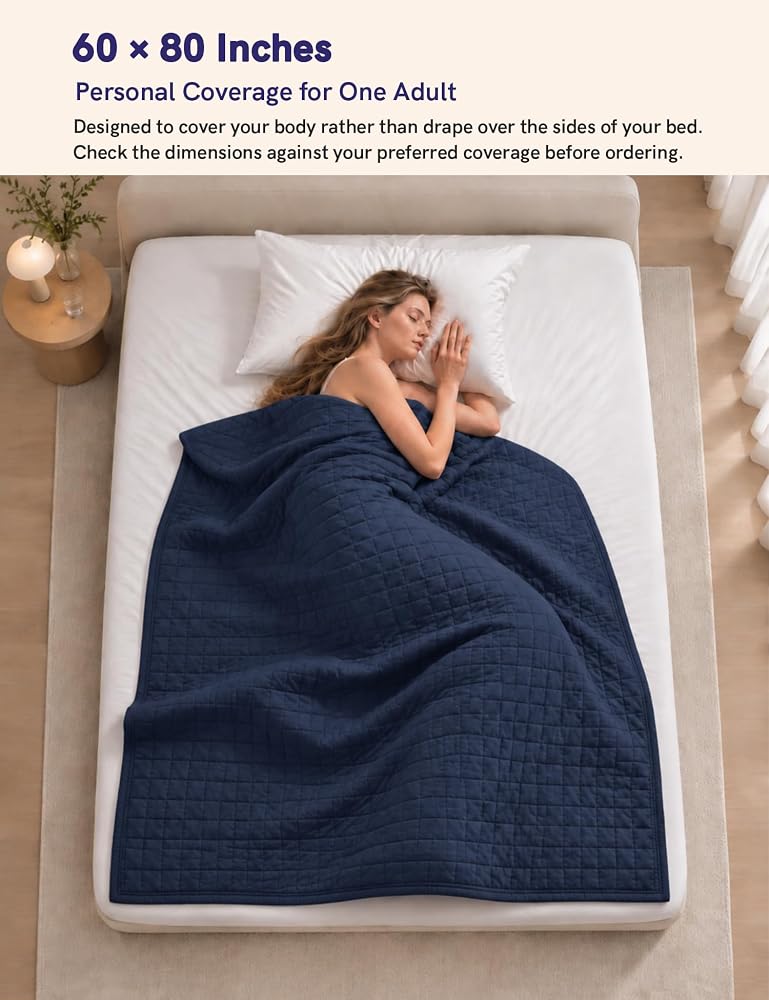 60 × 80 Inches
Personal Coverage for One Adult
Designed to cover your body rather than drape over the sides of your bed.
Check the dimensions against your preferred coverage before ordering.